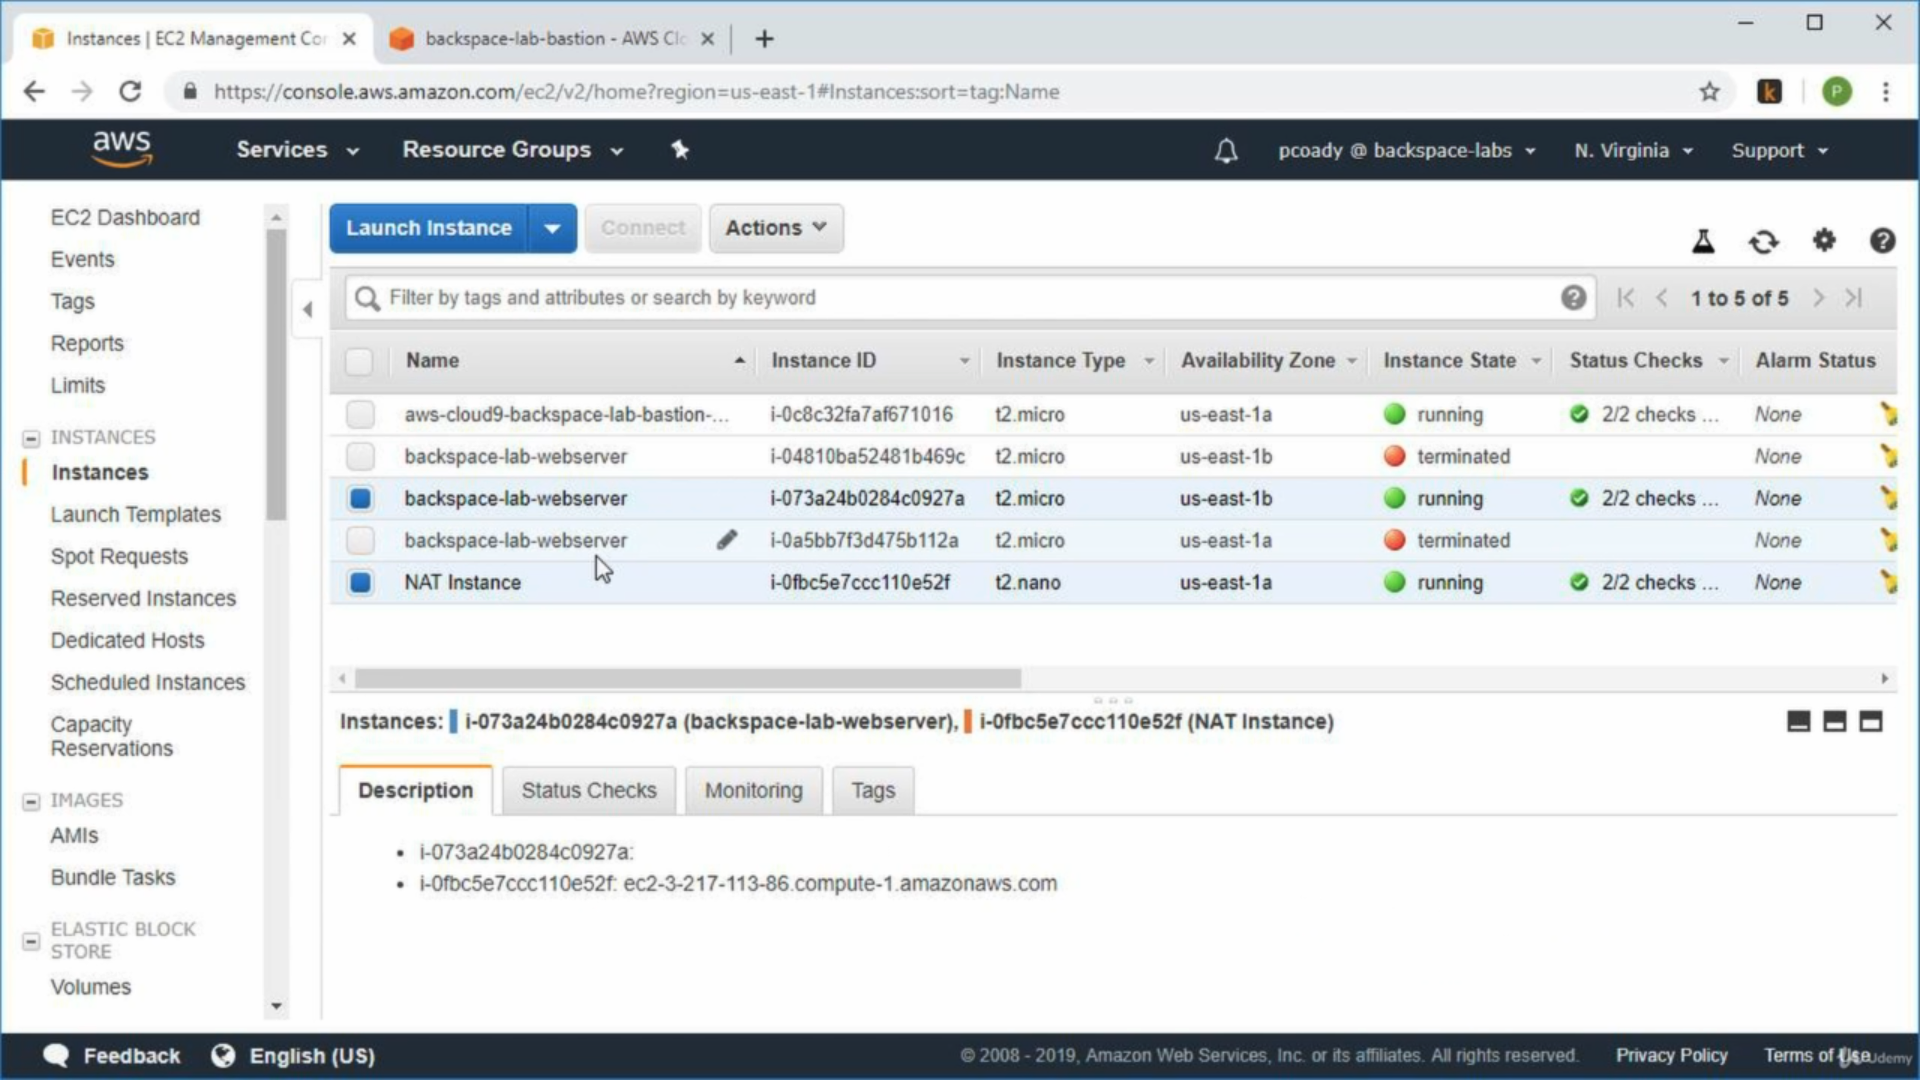 Instances | EC2 Management Cor
backspace-lab-bastion - AWS Clo
https://console.aws.amazon.com/ec2/v2/home?region=us-east-1#Instances:sort=tag:Name
k
P
aws
Services
Resource Groups
pcoady @ backspace-labs
N. Virginia
Support
EC2 Dashboard
Events
Tags
Reports
Limits
INSTANCES
Instances
Launch Templates
Spot Requests
Reserved Instances
Dedicated Hosts
Scheduled Instances
Capacity
Reservations
IMAGES
AMIs
Bundle Tasks
ELASTIC BLOCK
STORE
Volumes
Launch Instance
Connect
Actions
Filter by tags and attributes or search by keyword
1 to 5 of 5
Name Instance ID Instance Type Availability Zone Instance State Status Checks Alarm Status
aws-cloud9-backspace-lab-bastion-... i-0c8c32fa7af671016 t2.micro us-east-1a running 2/2 checks ... None
backspace-lab-webserver i-04810ba52481b469c t2.micro us-east-1b terminated None
backspace-lab-webserver i-073a24b0284c0927a t2.micro us-east-1b running 2/2 checks ... None
backspace-lab-webserver i-0a5bb7f3d475b112a t2.micro us-east-1a terminated None
NAT Instance i-0fbc5e7ccc110e52f t2.nano us-east-1a running 2/2 checks ... None
Instances: i-073a24b0284c0927a (backspace-lab-webserver), i-0fbc5e7ccc110e52f (NAT Instance)
Description
Status Checks
Monitoring
Tags
• i-073a24b0284c0927a:
• i-0fbc5e7ccc110e52f: ec2-3-217-113-86.compute-1.amazonaws.com
Feedback
English (US)
© 2008 - 2019, Amazon Web Services, Inc. or its affiliates. All rights reserved.
Privacy Policy
Terms of Use
Udemy